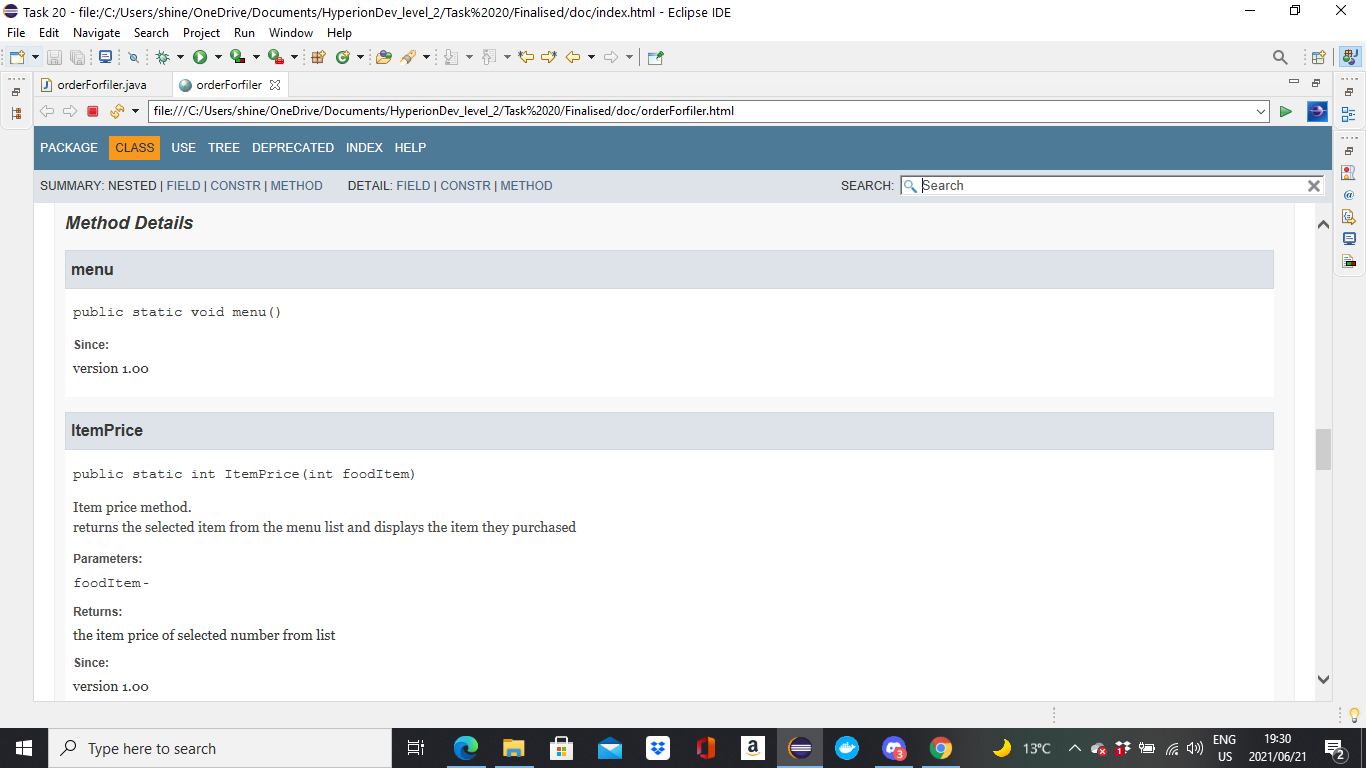 Task 20 - file:/C:/Users/shine/OneDrive/Documents/HyperionDev_level_2/Task%2020/Finalised/doc/index.html - Eclipse IDE
File Edit Navigate Search Project Run Window Help
orderForfiler.java orderForfiler
file:///C:/Users/shine/OneDrive/Documents/HyperionDev_level_2/Task%2020/Finalised/doc/orderForfiler.html
PACKAGE CLASS USE TREE DEPRECATED INDEX HELP
SUMMARY: NESTED | FIELD | CONSTR | METHOD DETAIL: FIELD | CONSTR | METHOD SEARCH: Search
Method Details
menu
public static void menu()
Since:
version 1.00
ItemPrice
public static int ItemPrice(int foodItem)
Item price method.
returns the selected item from the menu list and displays the item they purchased
Parameters:
foodItem -
Returns:
the item price of selected number from list
Since:
version 1.00
Type here to search
a
3
13°C
1
ENG
US
19:30
2021/06/21
2